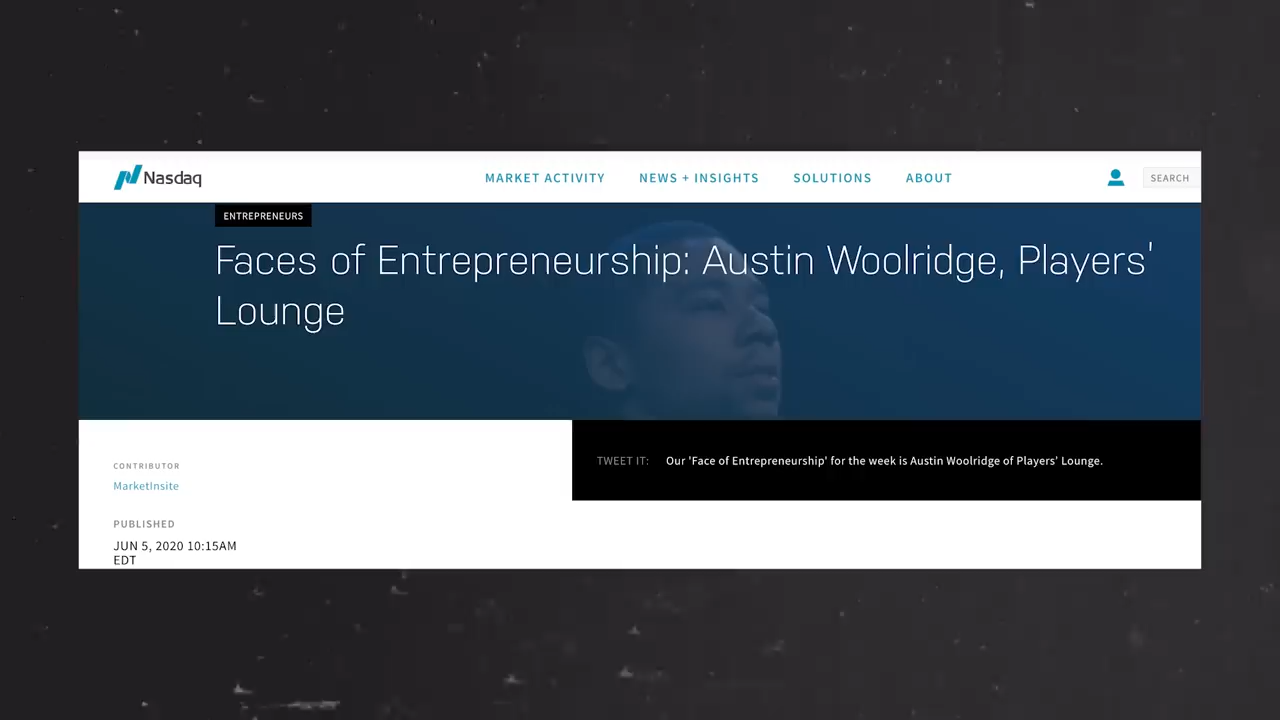 Nasdaq
MARKET ACTIVITY
NEWS + INSIGHTS
SOLUTIONS
ABOUT
SEARCH
ENTREPRENEURS
Faces of Entrepreneurship: Austin Woolridge, Players'
Lounge
TWEET IT: Our 'Face of Entrepreneurship' for the week is Austin Woolridge of Players' Lounge.
CONTRIBUTOR
MarketInsite
PUBLISHED
JUN 5, 2020 10:15AM
EDT